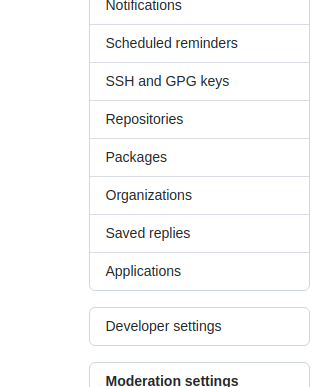 Notifications
Scheduled reminders
SSH and GPG keys
Repositories
Packages
Organizations
Saved replies
Applications
Developer settings
Moderation settings